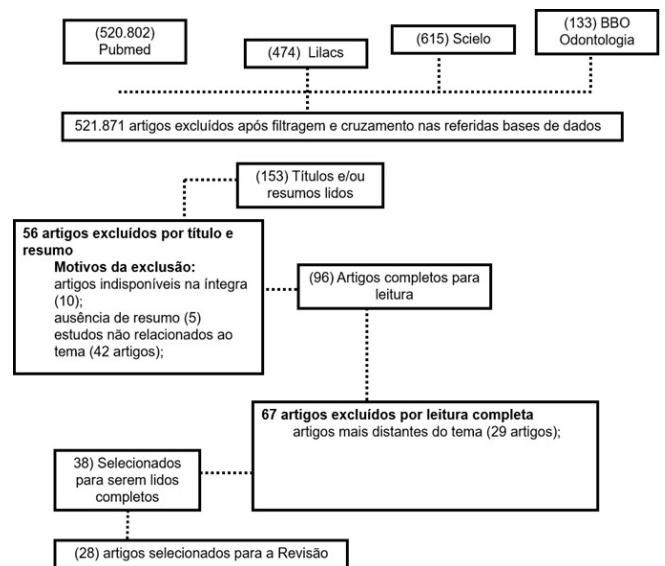 (520.802)
Pubmed
(474) Lilacs
(615) Scielo
(133) BBO
Odontologia
521.871 artigos excluídos após filtragem e cruzamento nas referidas bases de dados
(153) Títulos e/ou
resumos lidos
56 artigos excluídos por título e
resumo
Motivos da exclusão:
artigos indisponíveis na íntegra
(10);
ausência de resumo (5)
estudos não relacionados ao
tema (42 artigos);
(96) Artigos completos para
leitura
67 artigos excluídos por leitura completa
artigos mais distantes do tema (29 artigos);
38) Selecionados
para serem lidos
completos
(28) artigos selecionados para a Revisão